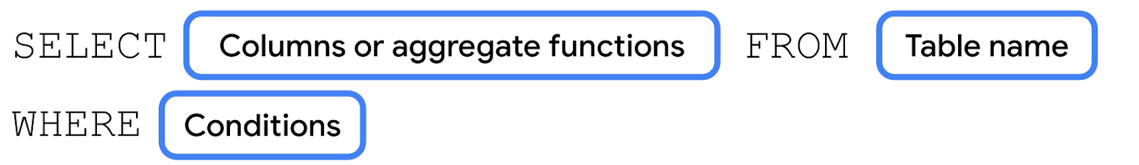 SELECT Columns or aggregate functions FROM Table name
WHERE Conditions